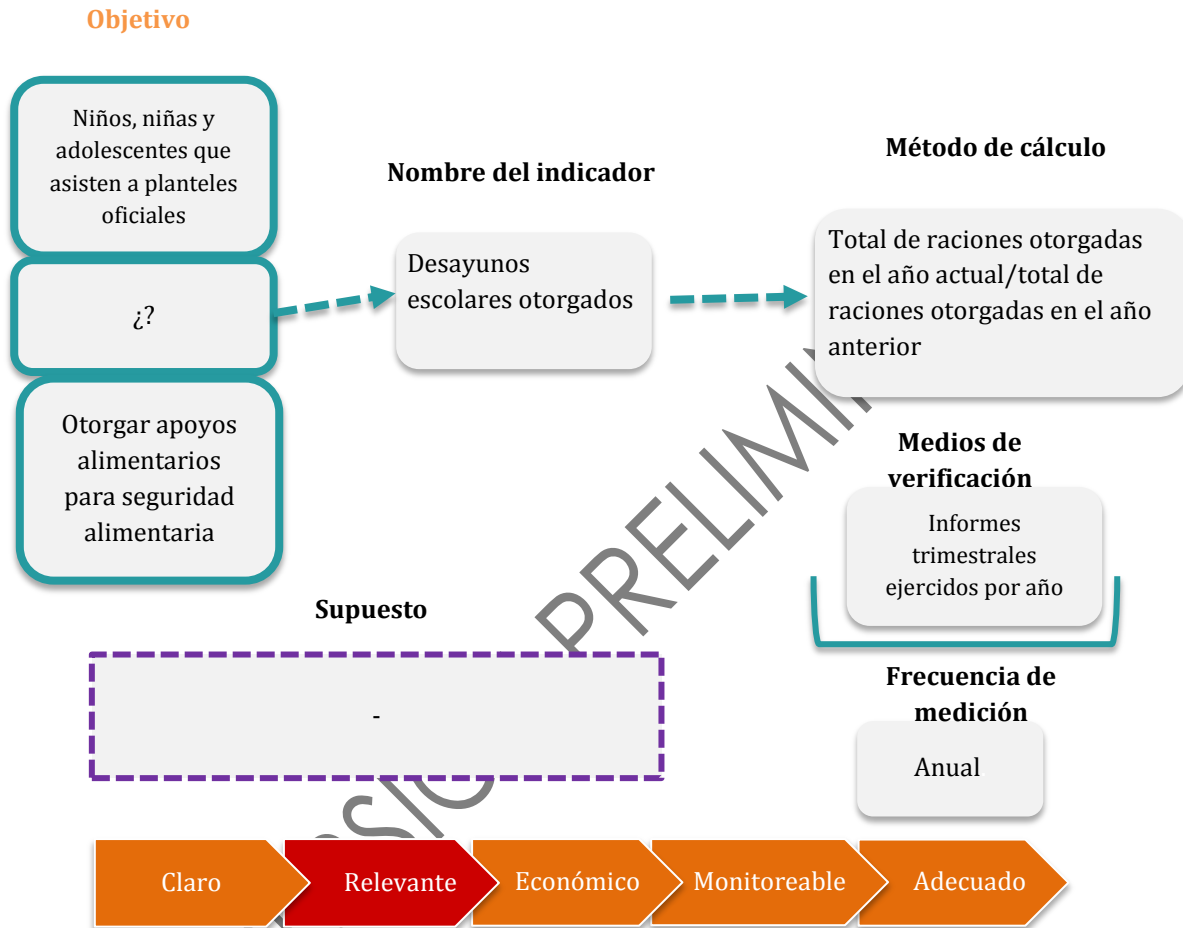 Objetivo
Niños, niñas y
adolescentes que
asisten a planteles
oficiales
¿?
Otorgar apoyos
alimentarios
para seguridad
alimentaria
Nombre del indicador
Desayunos
escolares otorgados
Método de cálculo
Total de raciones otorgadas
en el año actual/total de
raciones otorgadas en el año
anterior
Medios de
verificación
Informes
trimestrales
ejercidos por año
Frecuencia de
medición
Anual
Supuesto
-
Claro
Relevante
Económico
Monitoreable
Adecuado